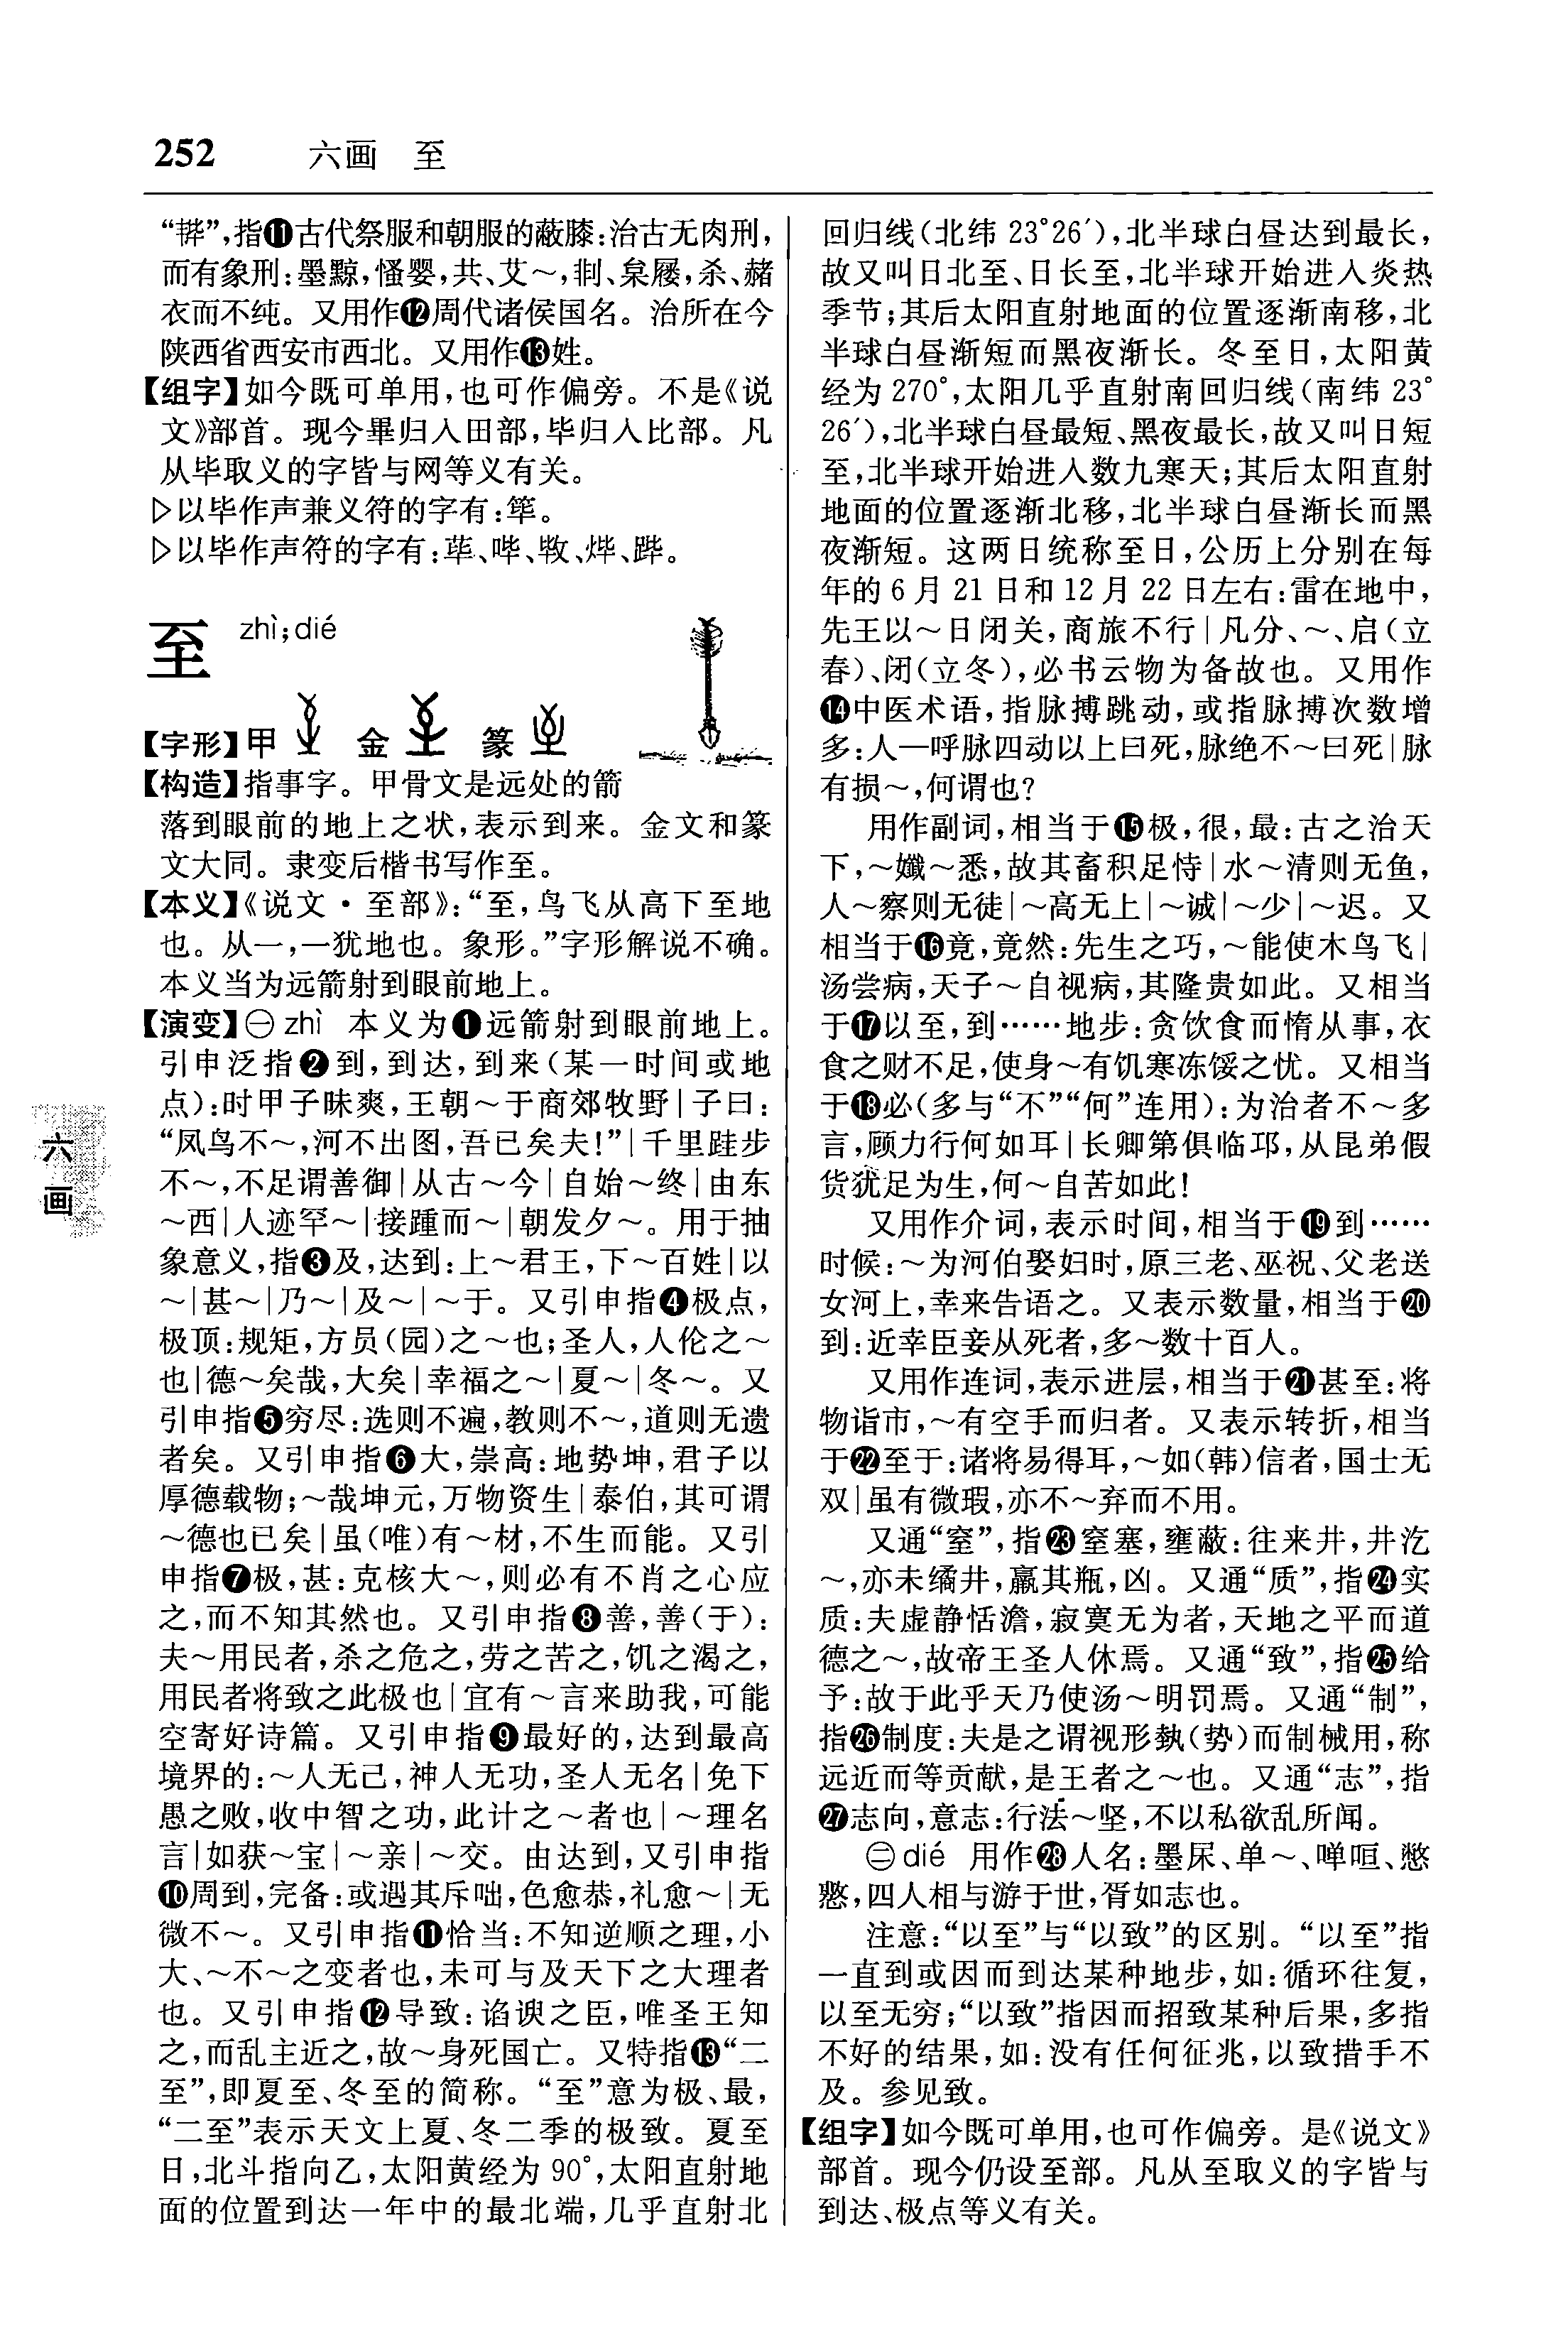 252 六画 至
“韠”,指⓫古代祭服和朝服的蔽膝:治古无肉刑,
而有象刑:墨黥,慅婴,共、艾～,剕、枲屦,杀、赭
衣而不纯。又用作⓬周代诸侯国名。治所在今
陕西省西安市西北。又用作⓭姓。
【组字】如今既可单用,也可作偏旁。不是《说
文》部首。现今畢归入田部,毕归入比部。凡
从毕取义的字皆与网等义有关。
▷以毕作声兼义符的字有:筚。
▷以毕作声符的字有:荜、哔、㪤、烨、跸。
至 zhì;dié
【字形】甲 金 篆
【构造】指事字。甲骨文是远处的箭
落到眼前的地上之状,表示到来。金文和篆
文大同。隶变后楷书写作至。
【本义】《说文·至部》:“至,鸟飞从高下至地
也。从一,一犹地也。象形。”字形解说不确。
本义当为远箭射到眼前地上。
【演变】㊀zhì 本义为❶远箭射到眼前地上。
引申泛指❷到,到达,到来(某一时间或地
点):时甲子昧爽,王朝～于商郊牧野|子曰:
“凤鸟不～,河不出图,吾已矣夫!”|千里跬步
不～,不足谓善御|从古～今|自始～终|由东
～西|人迹罕～|接踵而～|朝发夕～。用于抽
象意义,指❸及,达到:上～君王,下～百姓|以
～|甚～|乃～|及～|～于。又引申指❹极点,
极顶:规矩,方员(园)之～也;圣人,人伦之～
也|德～矣哉,大矣|幸福之～|夏～|冬～。又
引申指❺穷尽:选则不遍,教则不～,道则无遗
者矣。又引申指❻大,崇高:地势坤,君子以
厚德载物;～哉坤元,万物资生|泰伯,其可谓
～德也已矣|虽(唯)有～材,不生而能。又引
申指❼极,甚:克核大～,则必有不肖之心应
之,而不知其然也。又引申指❽善,善(于):
夫～用民者,杀之危之,劳之苦之,饥之渴之,
用民者将致之此极也|宜有～言来助我,可能
空寄好诗篇。又引申指❾最好的,达到最高
境界的:～人无己,神人无功,圣人无名|免下
愚之败,收中智之功,此计之～者也|～理名
言|如获～宝|～亲|～交。由达到,又引申指
❿周到,完备:或遇其斥咄,色愈恭,礼愈～|无
微不～。又引申指⓫恰当:不知逆顺之理,小
大、～不～之变者也,未可与及天下之大理者
也。又引申指⓬导致:谄谀之臣,唯圣王知
之,而乱主近之,故～身死国亡。又特指⓭“二
至”,即夏至、冬至的简称。“至”意为极、最,
“二至”表示天文上夏、冬二季的极致。夏至
日,北斗指向乙,太阳黄经为90°,太阳直射地
面的位置到达一年中的最北端,几乎直射北
回归线(北纬23°26′),北半球白昼达到最长,
故又叫日北至、日长至,北半球开始进入炎热
季节;其后太阳直射地面的位置逐渐南移,北
半球白昼渐短而黑夜渐长。冬至日,太阳黄
经为270°,太阳几乎直射南回归线(南纬23°
26′),北半球白昼最短、黑夜最长,故又叫日短
至,北半球开始进入数九寒天;其后太阳直射
地面的位置逐渐北移,北半球白昼渐长而黑
夜渐短。这两日统称至日,公历上分别在每
年的6月21日和12月22日左右:雷在地中,
先王以～日闭关,商旅不行|凡分、～、启(立
春)、闭(立冬),必书云物为备故也。又用作
⓮中医术语,指脉搏跳动,或指脉搏次数增
多:人一呼脉四动以上曰死,脉绝不～曰死|脉
有损～,何谓也?
用作副词,相当于⓯极,很,最:古之治天
下,～孅～悉,故其畜积足恃|水～清则无鱼,
人～察则无徒|～高无上|～诚|～少|～迟。又
相当于⓰竟,竟然:先生之巧,～能使木鸟飞|
汤尝病,天子～自视病,其隆贵如此。又相当
于⓱以至,到……地步:贪饮食而惰从事,衣
食之财不足,使身～有饥寒冻馁之忧。又相当
于⓲必(多与“不”“何”连用):为治者不～多
言,顾力行何如耳|长卿第俱临邛,从昆弟假
货犹足为生,何～自苦如此!
又用作介词,表示时间,相当于⓳到……
时候:～为河伯娶妇时,原三老、巫祝、父老送
女河上,幸来告语之。又表示数量,相当于⓴
到:近幸臣妾从死者,多～数十百人。
又用作连词,表示进层,相当于㉑甚至:将
物诣市,～有空手而归者。又表示转折,相当
于㉒至于:诸将易得耳,～如(韩)信者,国士无
双|虽有微瑕,亦不～弃而不用。
又通“窒”,指㉓窒塞,壅蔽:往来井,井汔
～,亦未繘井,羸其瓶,凶。又通“质”,指㉔实
质:夫虚静恬澹,寂寞无为者,天地之平而道
德之～,故帝王圣人休焉。又通“致”,指㉕给
予:故于此乎天乃使汤～明罚焉。又通“制”,
指㉖制度:夫是之谓视形埶(势)而制械用,称
远近而等贡献,是王者之～也。又通“志”,指
㉗志向,意志:行法～坚,不以私欲乱所闻。
㊁dié 用作㉘人名:墨杘、单～、啴咺、憋
懯,四人相与游于世,胥如志也。
注意:“以至”与“以致”的区别。“以至”指
一直到或因而到达某种地步,如:循环往复,
以至无穷;“以致”指因而招致某种后果,多指
不好的结果,如:没有任何征兆,以致措手不
及。参见致。
【组字】如今既可单用,也可作偏旁。是《说文》
部首。现今仍设至部。凡从至取义的字皆与
到达、极点等义有关。
六
画